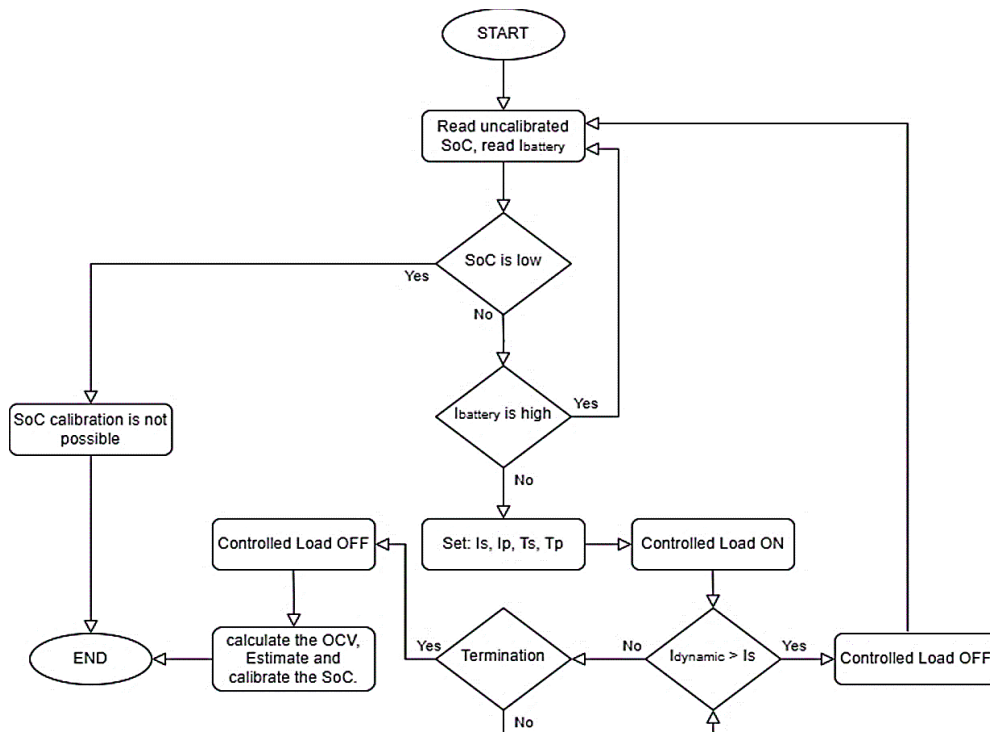 START
Read uncalibrated
SoC, read Ibattery
SoC is low
Yes
No
Ibattery is high
Yes
No
SoC calibration is not
possible
Controlled Load OFF
Set: Is, Ip, Ts, Tp
Controlled Load ON
calculate the OCV,
Estimate and
calibrate the SoC.
END
Yes
Termination
No
No
Idynamic > Is
Yes
Controlled Load OFF